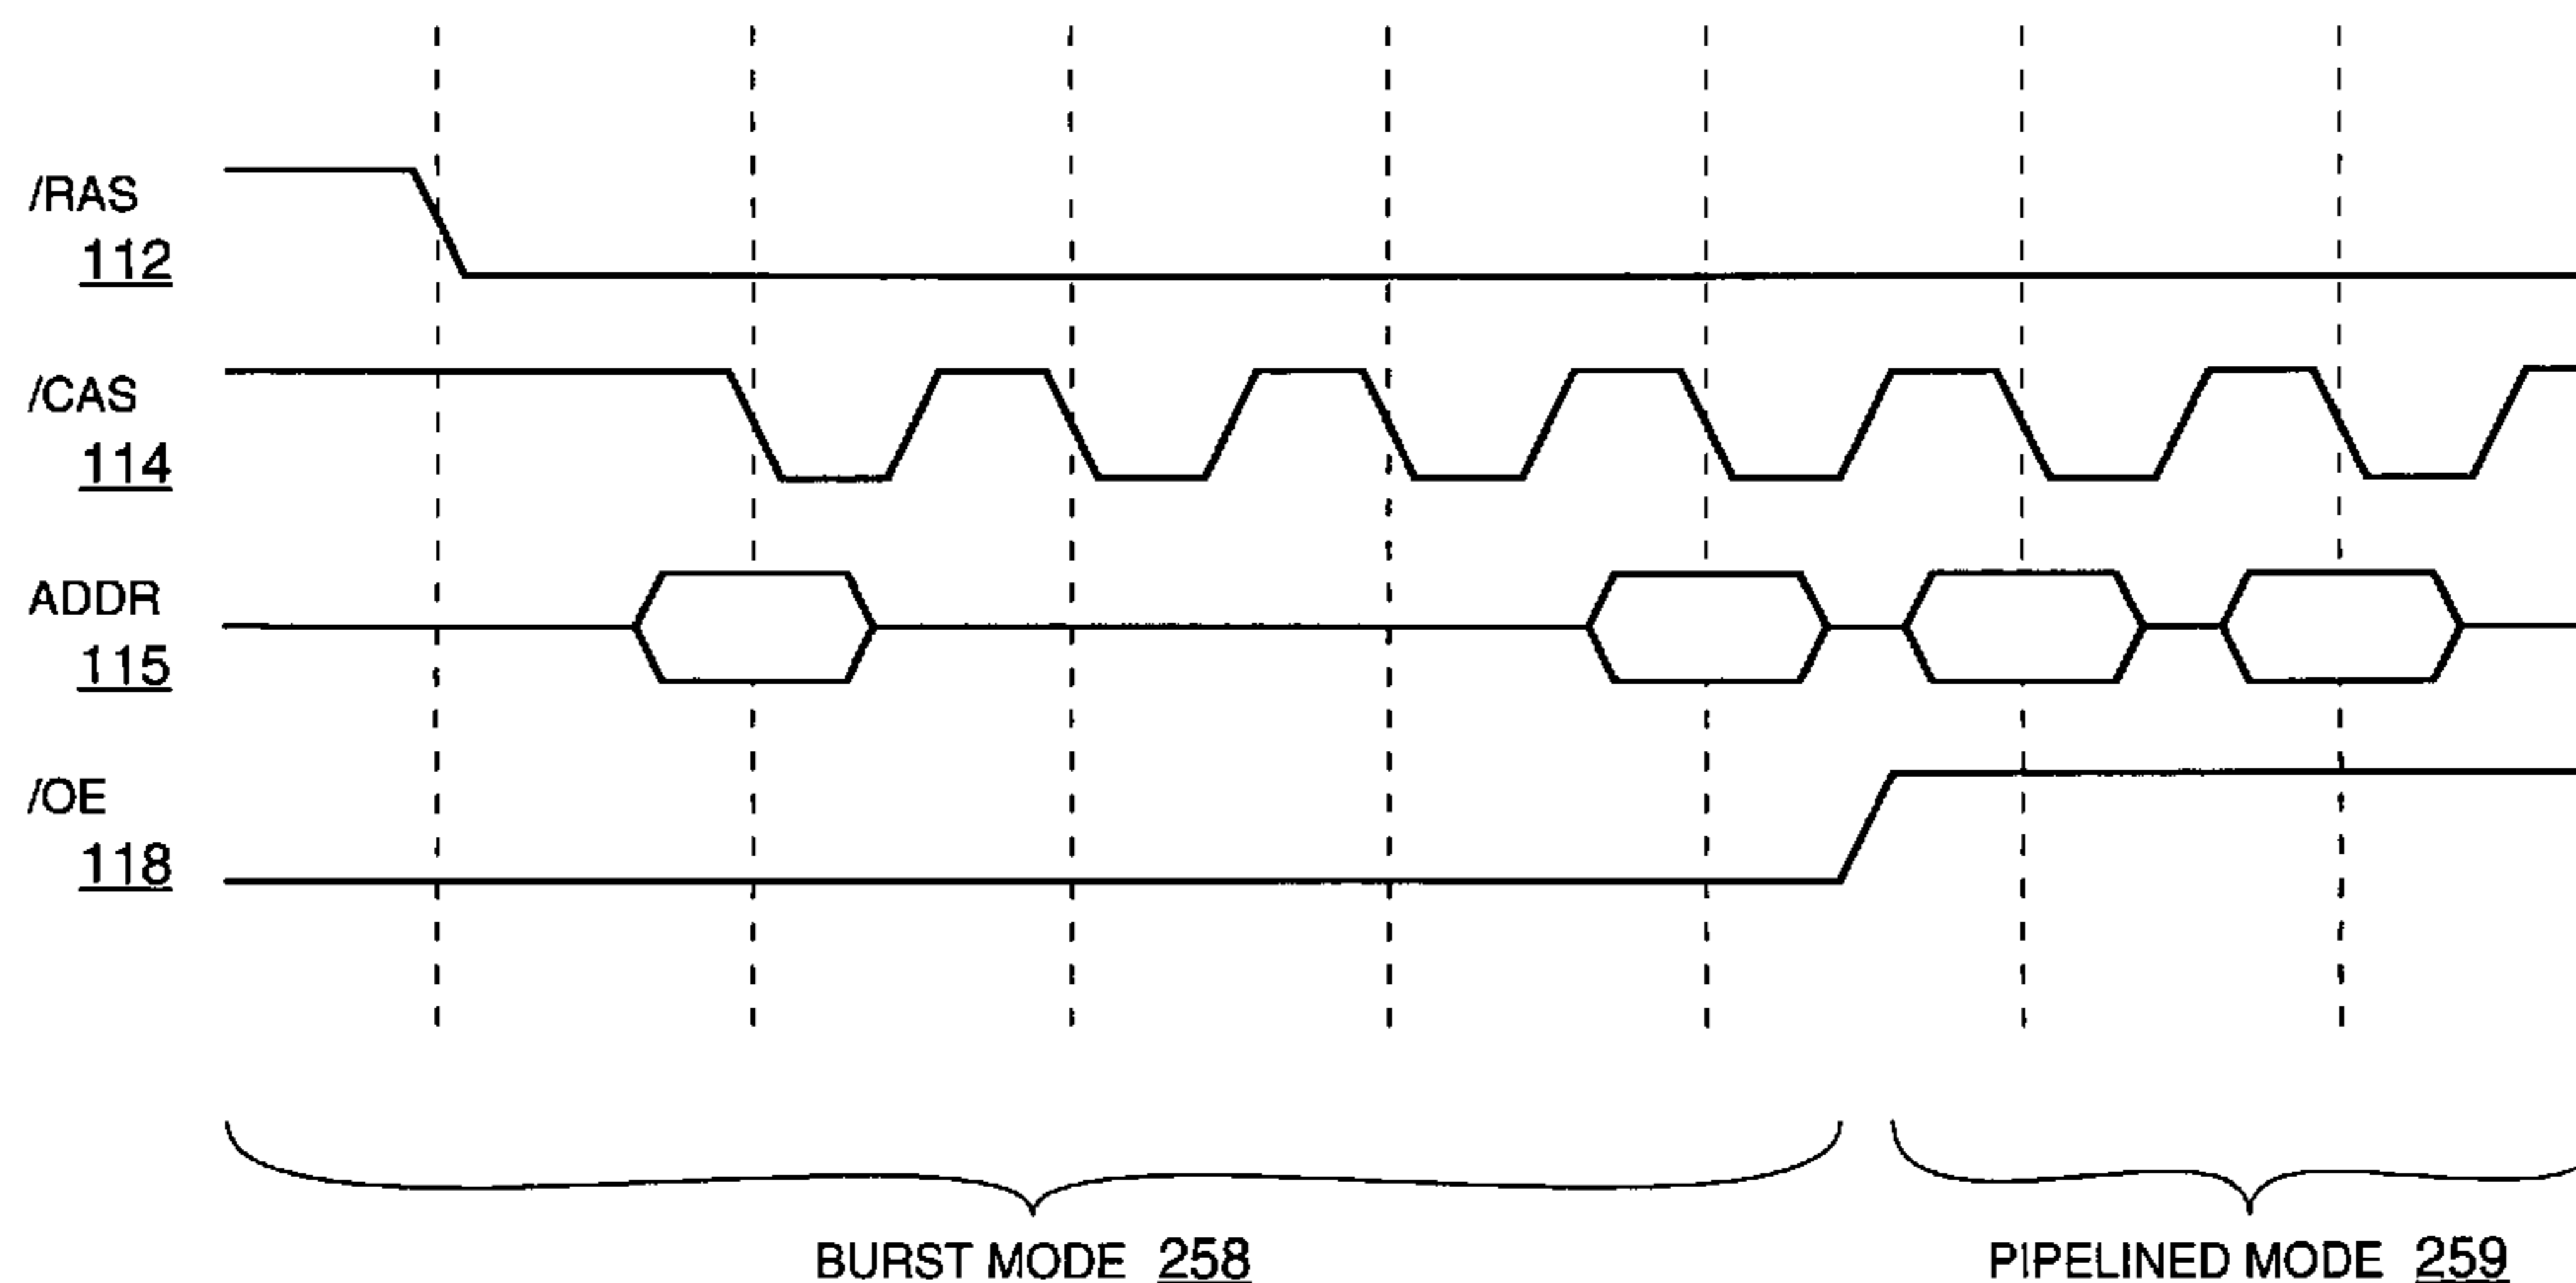 /RAS
112
/CAS
114
ADDR
115
/OE
118
BURST MODE 258
PIPELINED MODE 259